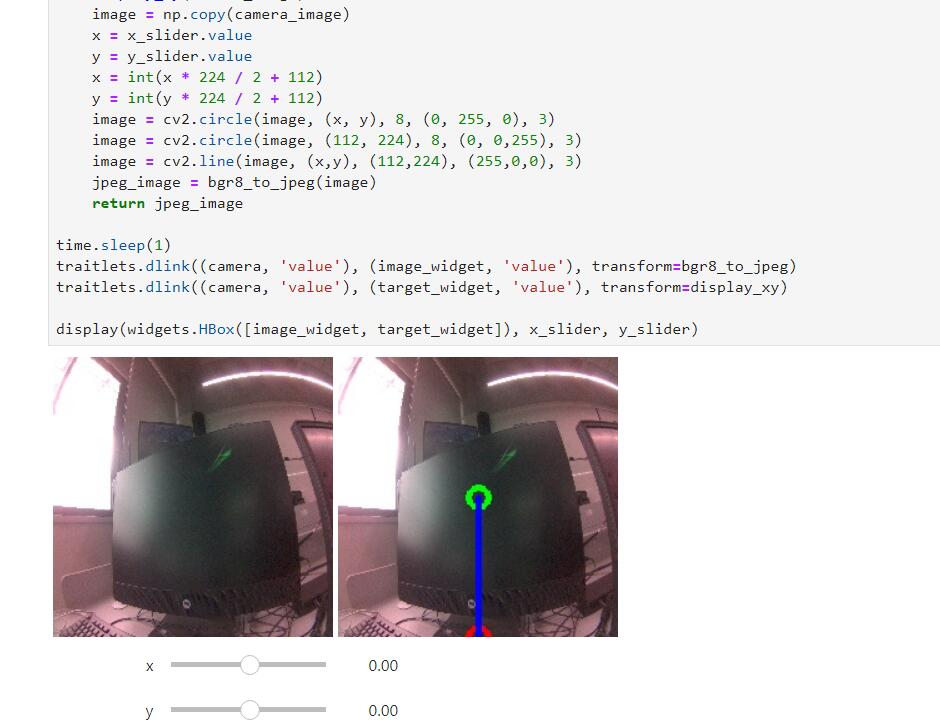 image = np.copy(camera_image)
x = x_slider.value
y = y_slider.value
x = int(x * 224 / 2 + 112)
y = int(y * 224 / 2 + 112)
image = cv2.circle(image, (x, y), 8, (0, 255, 0), 3)
image = cv2.circle(image, (112, 224), 8, (0, 0,255), 3)
image = cv2.line(image, (x,y), (112,224), (255,0,0), 3)
jpeg_image = bgr8_to_jpeg(image)
return jpeg_image
time.sleep(1)
traitlets.dlink((camera, 'value'), (image_widget, 'value'), transform=bgr8_to_jpeg)
traitlets.dlink((camera, 'value'), (target_widget, 'value'), transform=display_xy)
display(widgets.HBox([image_widget, target_widget]), x_slider, y_slider)
x 0.00
y 0.00